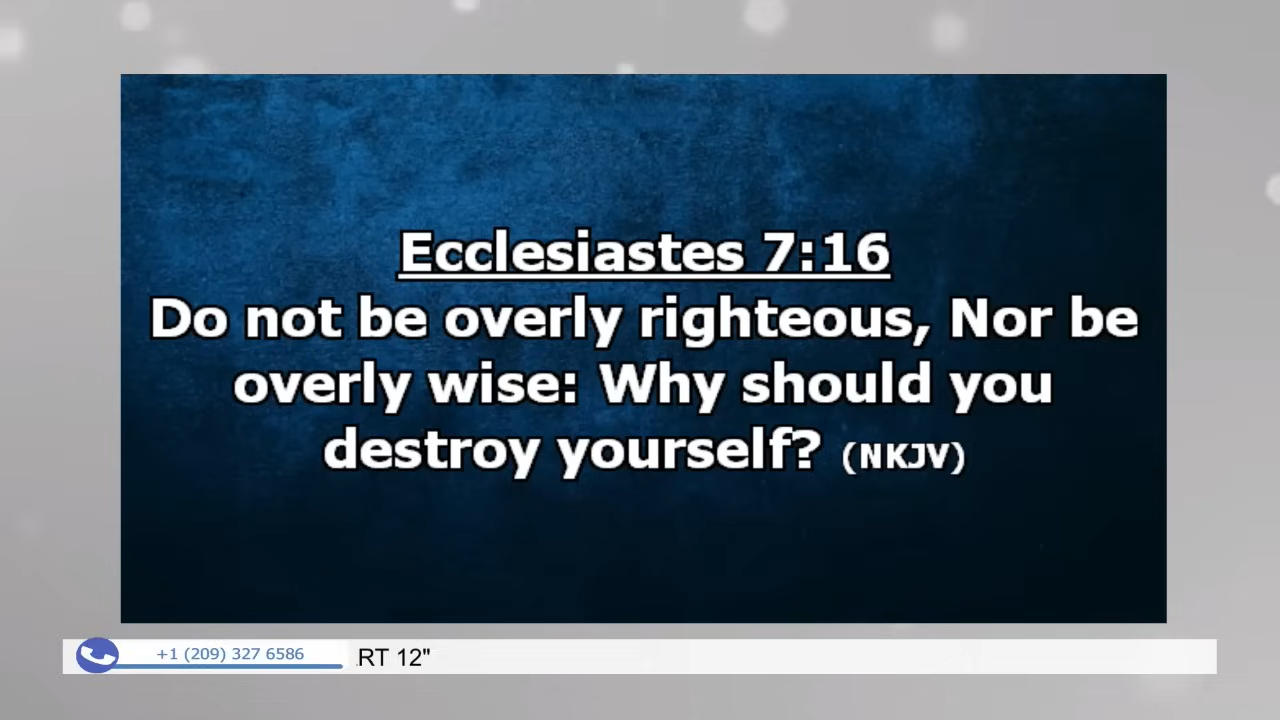 Ecclesiastes 7:16
Do not be overly righteous, Nor be
overly wise: Why should you
destroy yourself? (NKJV)
+1 (209) 327 6586
RT 12"